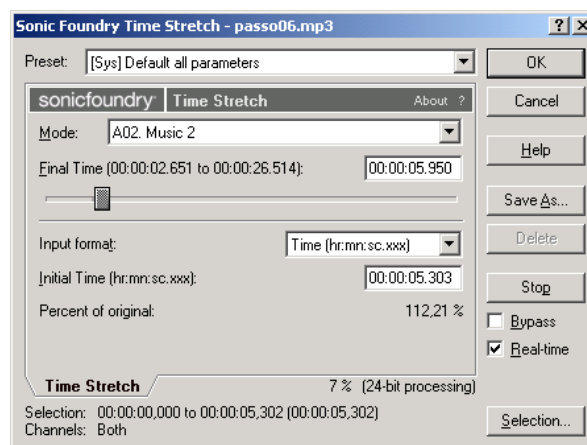 Sonic Foundry Time Stretch - passo06.mp3
Preset: [Sys] Default all parameters
OK
sonicfoundry Time Stretch About ?
Cancel
Mode: A02. Music 2
Help
Final Time (00:00:02.651 to 00:00:26.514): 00:00:05.950
Save As...
Input format: Time (hr:mn:sc.xxx)
Delete
Initial Time (hr:mn:sc.xxx): 00:00:05.303
Stop
Percent of original: 112,21 %
Bypass
Real-time
Time Stretch 7 % (24-bit processing)
Selection: 00:00:00,000 to 00:00:05,302 (00:00:05,302)
Channels: Both
Selection...